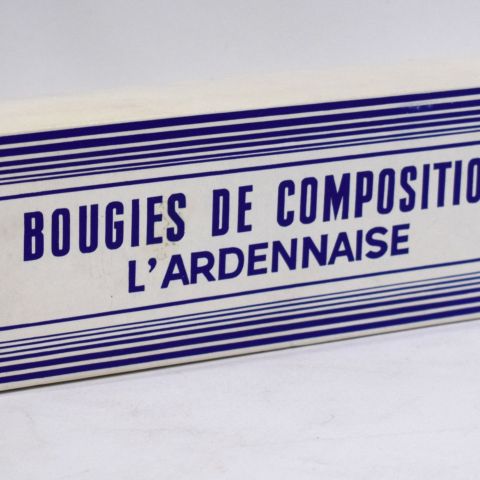 BOUGIES DE COMPOSITIO
L'ARDENNAISE